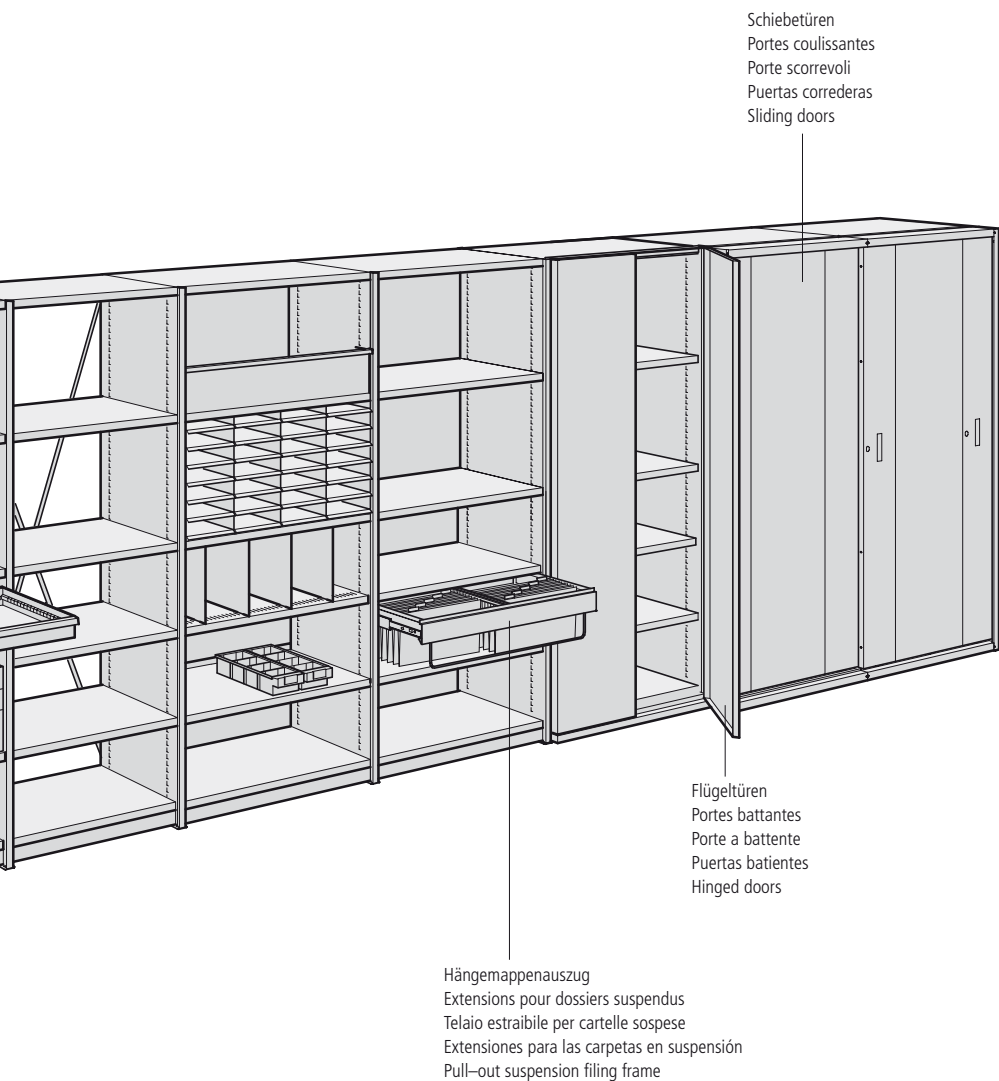 Schiebetüren
Portes coulissantes
Porte scorrevoli
Puertas correderas
Sliding doors
Flügeltüren
Portes battantes
Porte a battente
Puertas batientes
Hinged doors
Hängemappenauszug
Extensions pour dossiers suspendus
Telaio estraibile per cartelle sospese
Extensiones para las carpetas en suspensión
Pull–out suspension filing frame